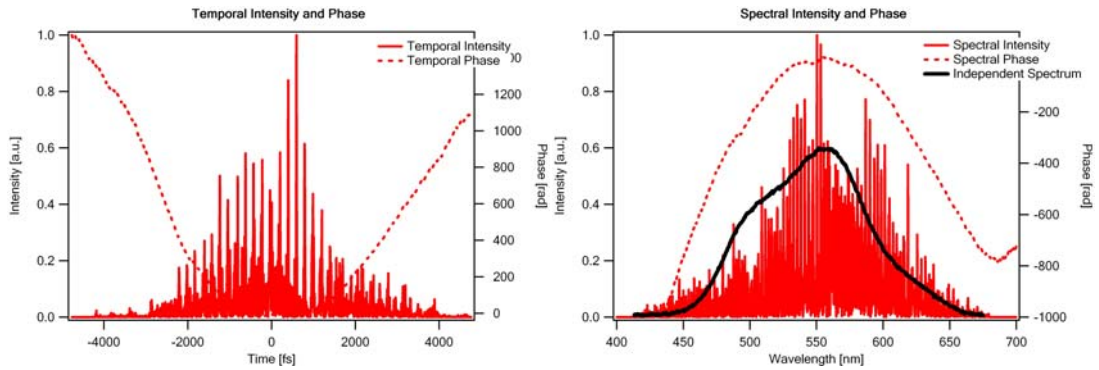 Temporal Intensity and Phase
Temporal Intensity
Temporal Phase
1.0
0.8
0.6
0.4
0.2
0.0
Intensity [a.u.]
1200
1000
800
600
400
200
0
Phase [rad]
-4000 -2000 0 2000 4000
Time [fs]
Spectral Intensity and Phase
Spectral Intensity
Spectral Phase
Independent Spectrum
1.0
0.8
0.6
0.4
0.2
0.0
Intensity [a.u.]
-200
-400
-600
-800
-1000
Phase [rad]
400 450 500 550 600 650 700
Wavelength [nm]